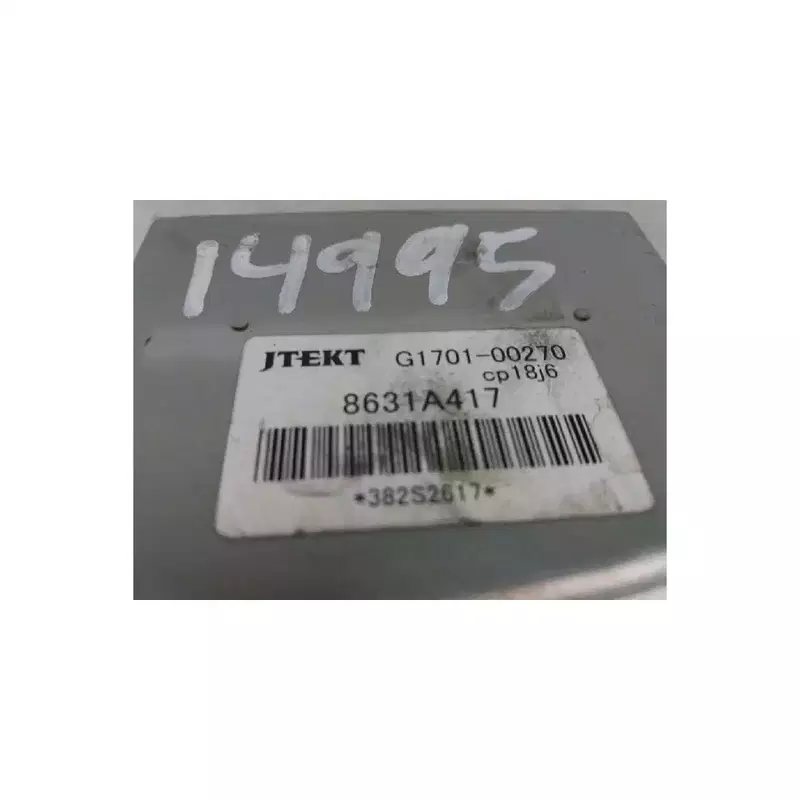 14995
JTEKT G1701-00270
cp18j6
8631A417
*382S2617*